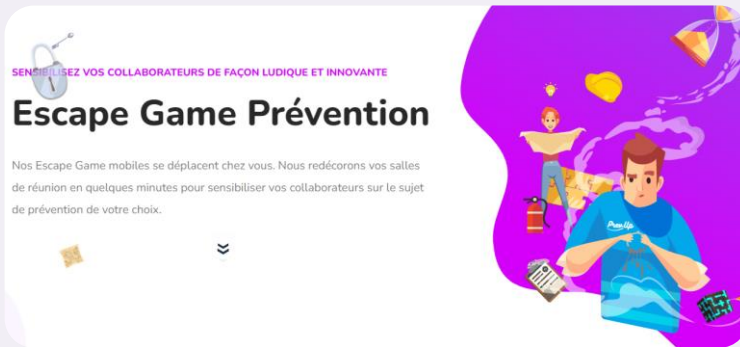 SENSIBILISEZ VOS COLLABORATEURS DE FAÇON LUDIQUE ET INNOVANTE
Escape Game Prévention
Nos Escape Game mobiles se déplacent chez vous. Nous redécorons vos salles
de réunion en quelques minutes pour sensibiliser vos collaborateurs sur le sujet
de prévention de votre choix.
Prev'Up